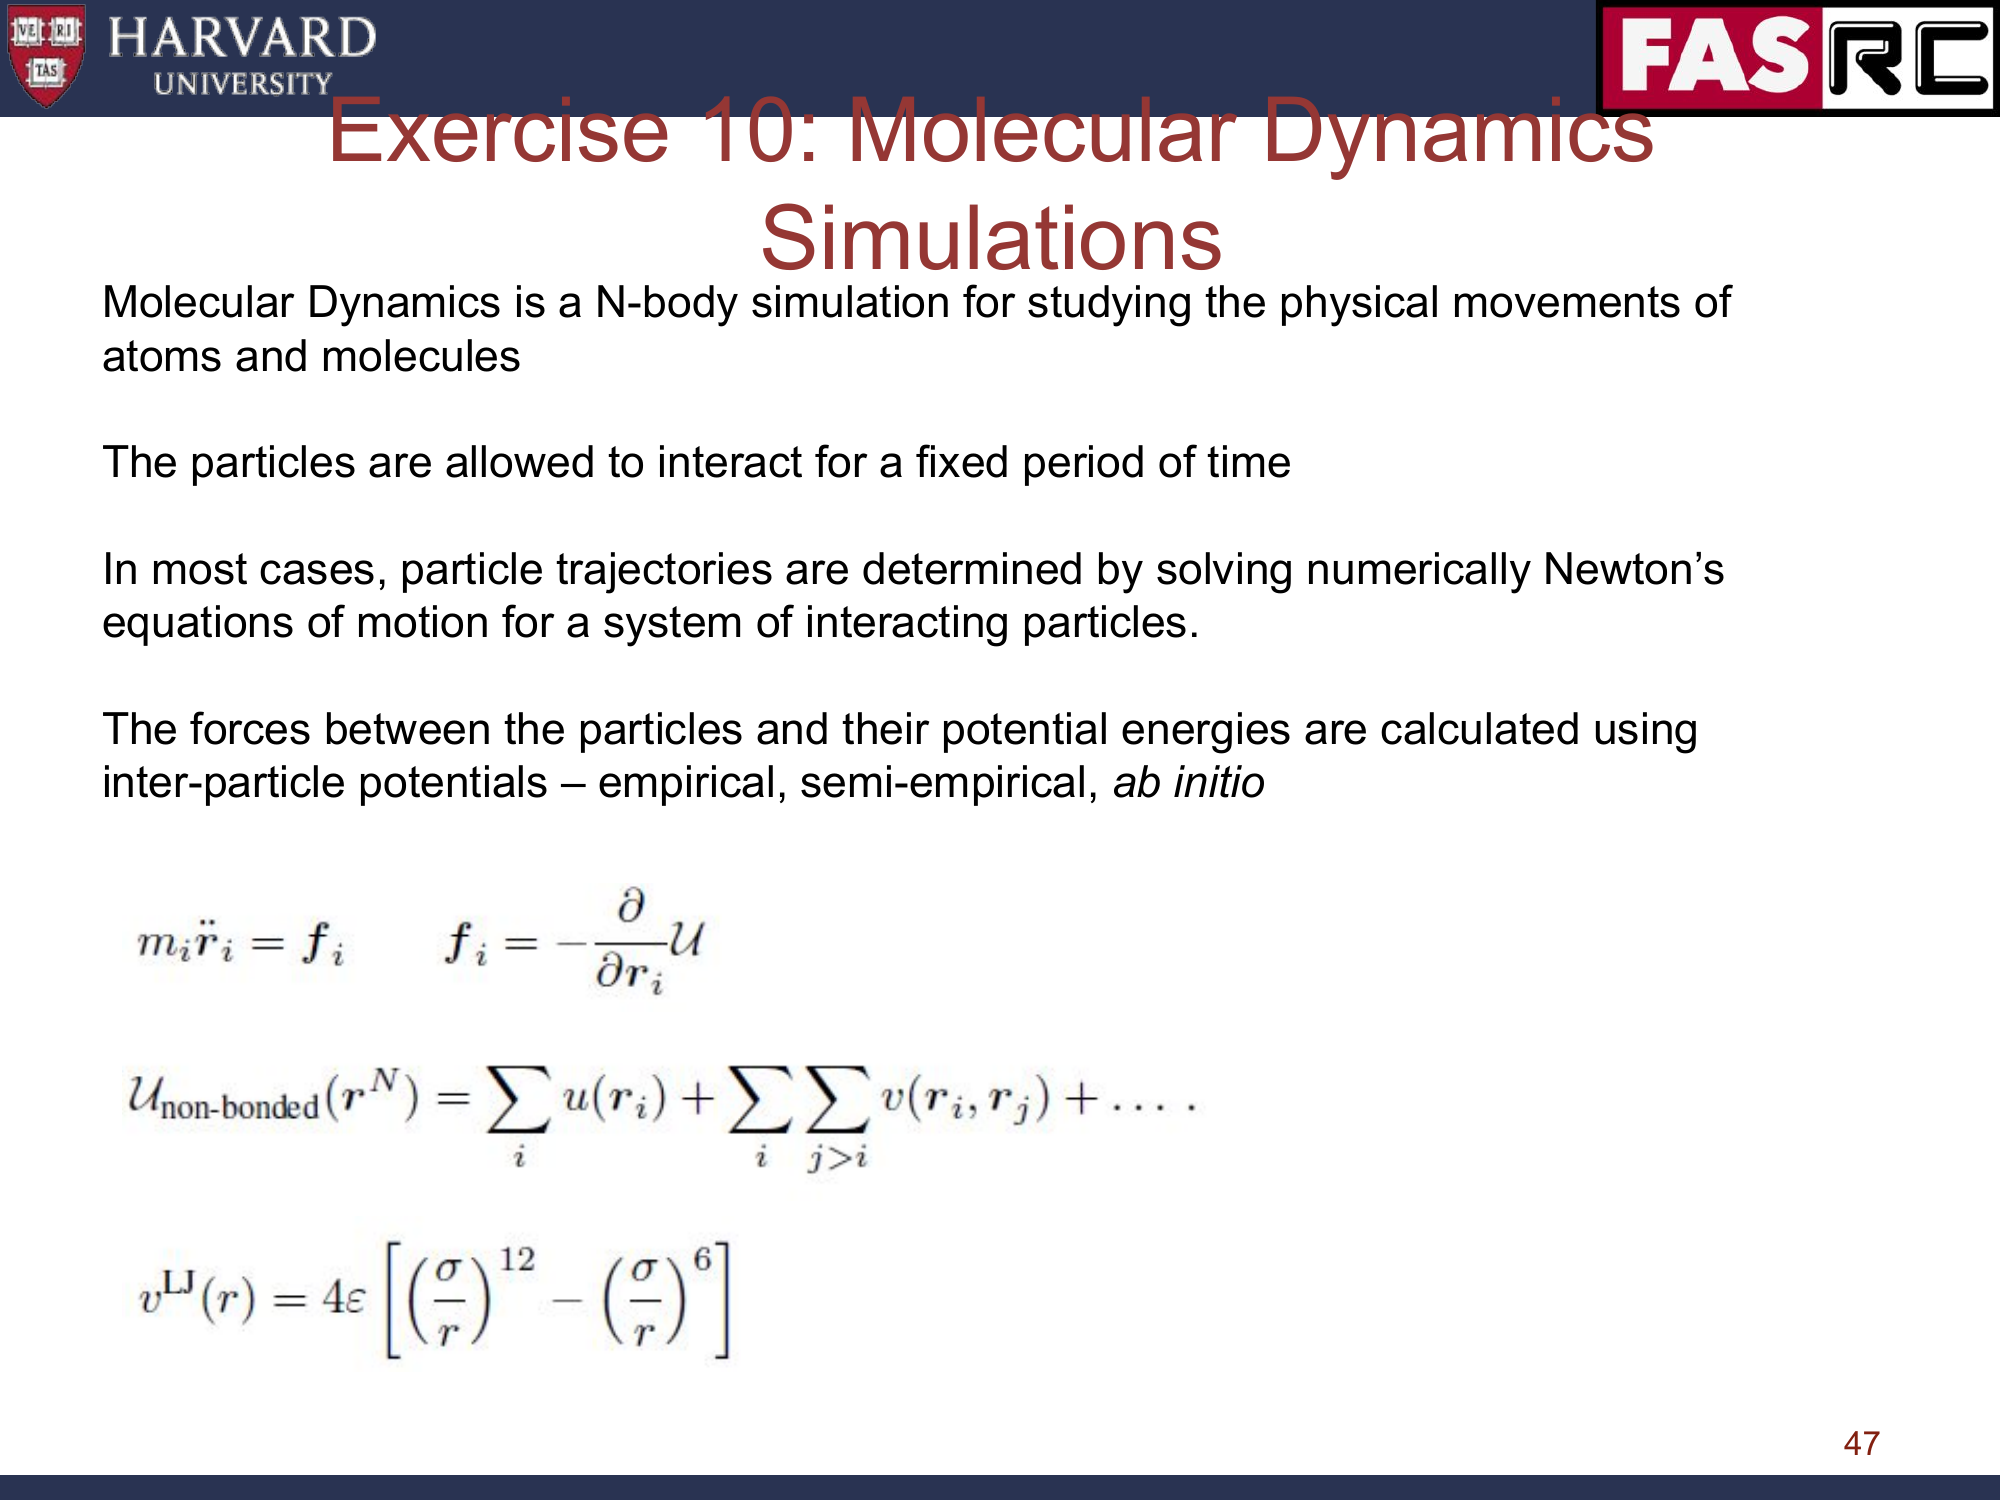 VE RI
TAS
HARVARD
UNIVERSITY
FAS RC
Exercise 10: Molecular Dynamics
Simulations
Molecular Dynamics is a N-body simulation for studying the physical movements of
atoms and molecules
The particles are allowed to interact for a fixed period of time
In most cases, particle trajectories are determined by solving numerically Newton’s
equations of motion for a system of interacting particles.
The forces between the particles and their potential energies are calculated using
inter-particle potentials – empirical, semi-empirical, ab initio
$m_i \ddot{\boldsymbol{r}}_i = \boldsymbol{f}_i \qquad \boldsymbol{f}_i = -\frac{\partial}{\partial \boldsymbol{r}_i} \mathcal{U}$
$\mathcal{U}_{\text{non-bonded}}(\boldsymbol{r}^N) = \sum_i u(\boldsymbol{r}_i) + \sum_i \sum_{j>i} v(\boldsymbol{r}_i, \boldsymbol{r}_j) + \ldots.$
$v^{\text{LJ}}(r) = 4\varepsilon \left[ \left( \frac{\sigma}{r} \right)^{12} - \left( \frac{\sigma}{r} \right)^{6} \right]$
47